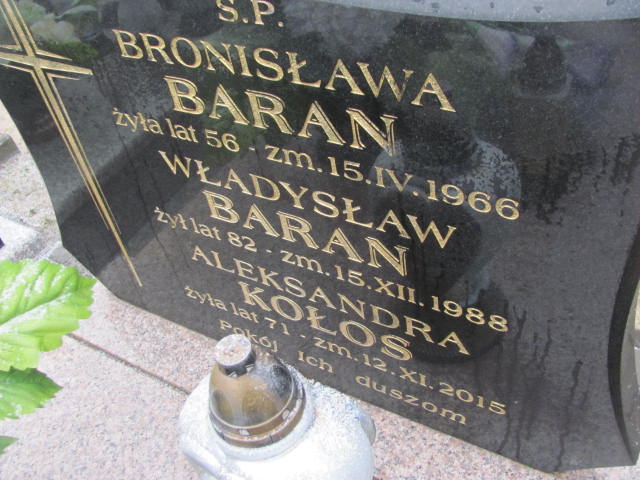 S.P.
BRONISŁAWA
BARAN
żyła lat 56 - zm. 15.IV.1966
WŁADYSŁAW
BARAN
żył lat 82 - zm. 15.XII.1988
ALEKSANDRA
KOŁOS
żyła lat 71 - zm. 12.XI.2015
Pokój Ich duszom